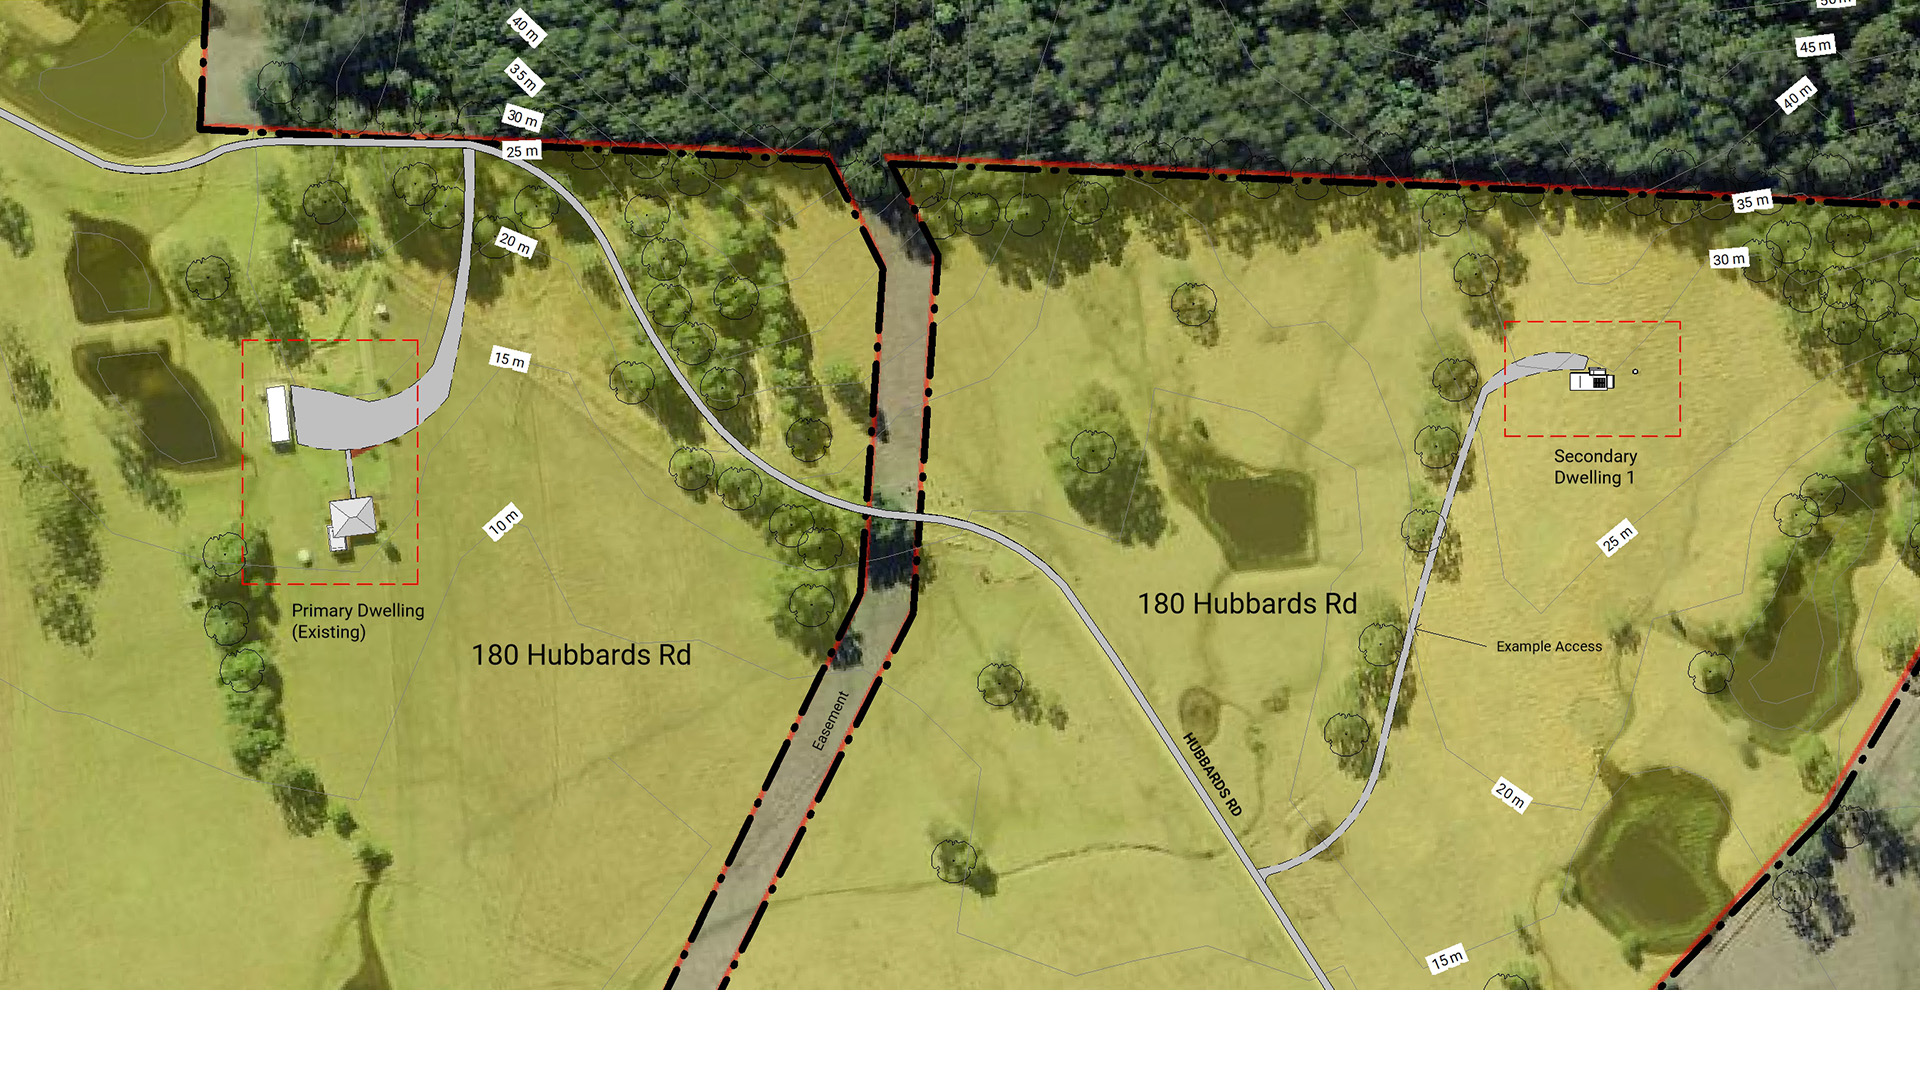 50 m
40 m
45 m
35 m
40 m
30 m
25 m
35 m
20 m
30 m
15 m
Secondary
Dwelling 1
10 m
25 m
Primary Dwelling
(Existing)
180 Hubbards Rd
180 Hubbards Rd
Example Access
Easement
HUBBARDS RD
20 m
15 m